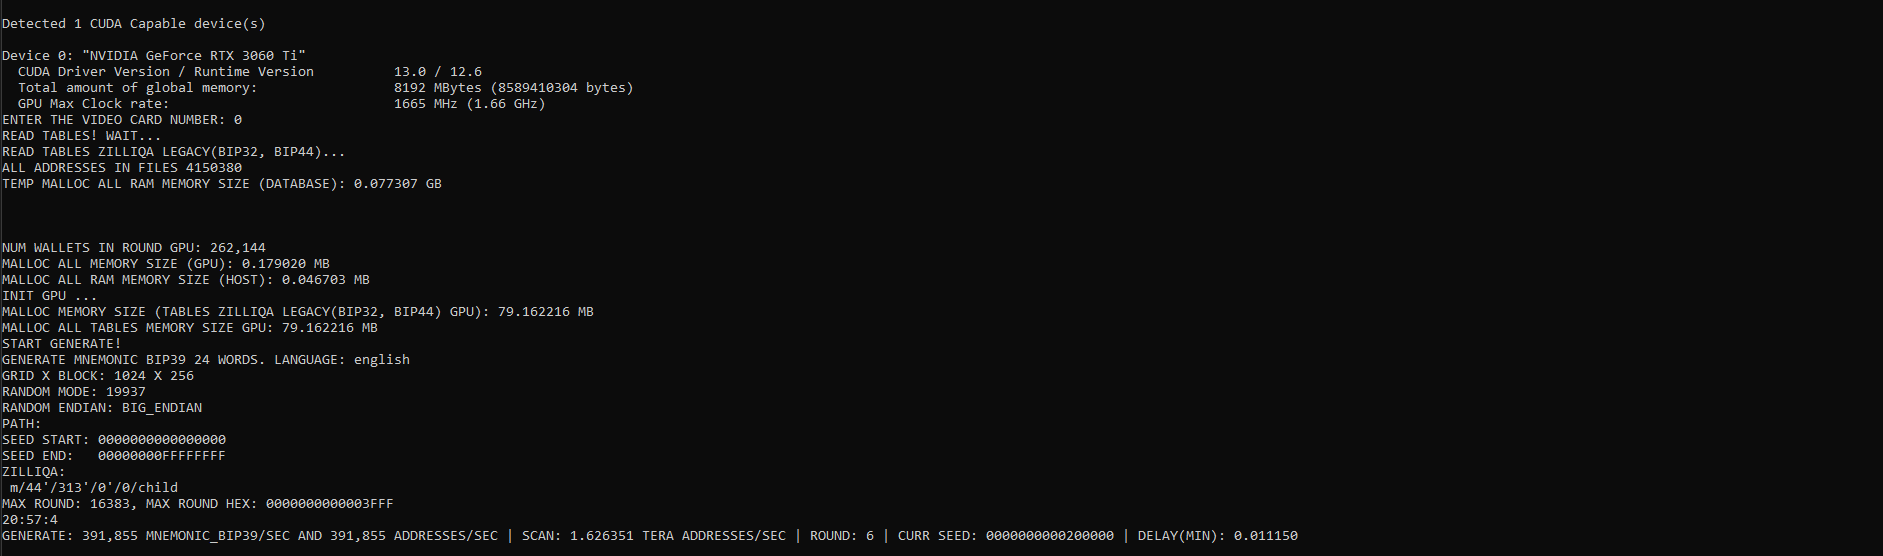 Detected 1 CUDA Capable device(s)
Device 0: "NVIDIA GeForce RTX 3060 Ti"
CUDA Driver Version / Runtime Version 13.0 / 12.6
Total amount of global memory: 8192 MBytes (8589410304 bytes)
GPU Max Clock rate: 1665 MHz (1.66 GHz)
ENTER THE VIDEO CARD NUMBER: 0
READ TABLES! WAIT...
READ TABLES ZILLIQA LEGACY(BIP32, BIP44)...
ALL ADDRESSES IN FILES 4150380
TEMP MALLOC ALL RAM MEMORY SIZE (DATABASE): 0.077307 GB
NUM WALLETS IN ROUND GPU: 262,144
MALLOC ALL MEMORY SIZE (GPU): 0.179020 MB
MALLOC ALL RAM MEMORY SIZE (HOST): 0.046703 MB
INIT GPU ...
MALLOC MEMORY SIZE (TABLES ZILLIQA LEGACY(BIP32, BIP44) GPU): 79.162216 MB
MALLOC ALL TABLES MEMORY SIZE GPU: 79.162216 MB
START GENERATE!
GENERATE MNEMONIC BIP39 24 WORDS. LANGUAGE: english
GRID X BLOCK: 1024 X 256
RANDOM MODE: 19937
RANDOM ENDIAN: BIG_ENDIAN
PATH:
SEED START: 0000000000000000
SEED END: 00000000FFFFFFFF
ZILLIQA:
m/44'/313'/0'/0/child
MAX ROUND: 16383, MAX ROUND HEX: 0000000000003FFF
20:57:4
GENERATE: 391,855 MNEMONIC_BIP39/SEC AND 391,855 ADDRESSES/SEC | SCAN: 1.626351 TERA ADDRESSES/SEC | ROUND: 6 | CURR SEED: 0000000000200000 | DELAY(MIN): 0.011150